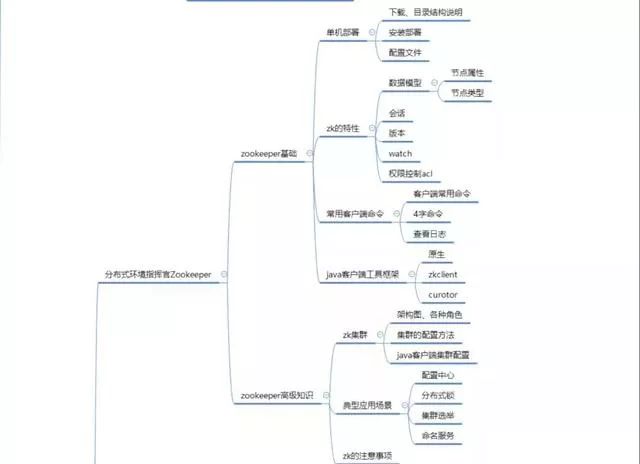 分布式环境指挥官Zookeeper
zookeeper基础
单机部署
下载、目录结构说明
安装部署
配置文件
zk的特性
数据模型
节点属性
节点类型
会话
版本
watch
权限控制acl
常用客户端命令
客户端常用命令
4字命令
查看日志
java客户端工具框架
原生
zkclient
curotor
zookeeper高级知识
zk集群
架构图、各种角色
集群的配置方法
java客户端集群配置
典型应用场景
配置中心
分布式锁
集群选举
命名服务
zk的注意事项